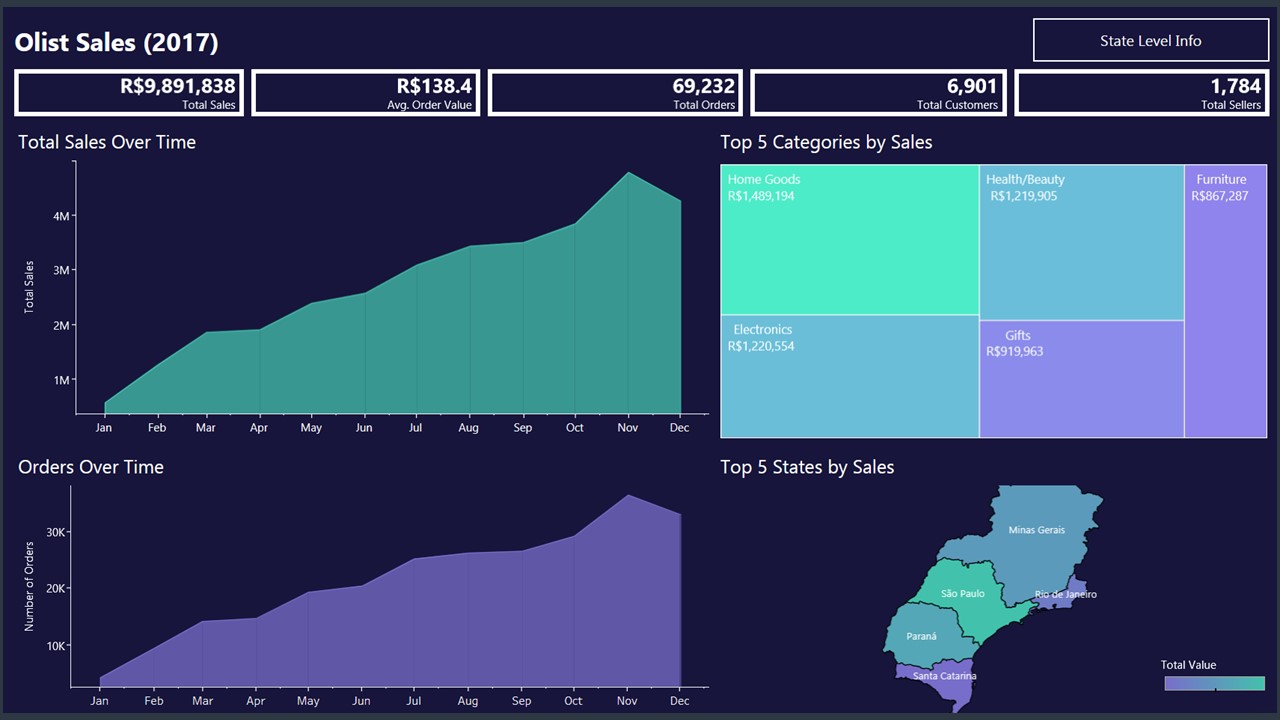 Olist Sales (2017)
State Level Info
R$9,891,838
Total Sales
R$138.4
Avg. Order Value
69,232
Total Orders
6,901
Total Customers
1,784
Total Sellers
Total Sales Over Time
Total Sales
4M
3M
2M
1M
Jan Feb Mar Apr May Jun Jul Aug Sep Oct Nov Dec
Top 5 Categories by Sales
Home Goods
R$1,489,194
Health/Beauty
R$1,219,905
Furniture
R$867,287
Electronics
R$1,220,554
Gifts
R$919,963
Orders Over Time
Number of Orders
30K
20K
10K
Jan Feb Mar Apr May Jun Jul Aug Sep Oct Nov Dec
Top 5 States by Sales
Minas Gerais
São Paulo
Rio de Janeiro
Paraná
Santa Catarina
Total Value